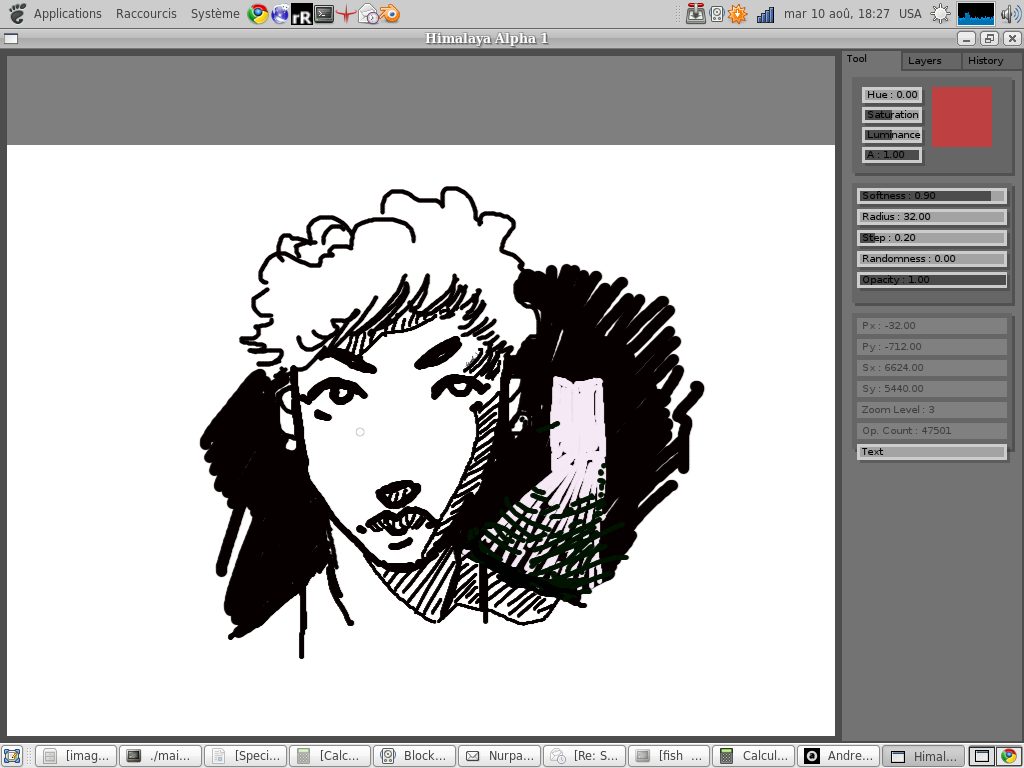 Applications Raccourcis Système rR mar 10 aoû, 18:27 USA
Himalaya Alpha 1
Tool Layers History
Hue : 0.00
Saturation
Luminance
A : 1.00
Softness : 0.90
Radius : 32.00
Step : 0.20
Randomness : 0.00
Opacity : 1.00
Px : -32.00
Py : -712.00
Sx : 6624.00
Sy : 5440.00
Zoom Level : 3
Op. Count : 47501
Text
[imag... ./mai... [Speci... [Calc... Block... Nurpa... [Re: S... [fish ... Calcul... Andre... Himal...